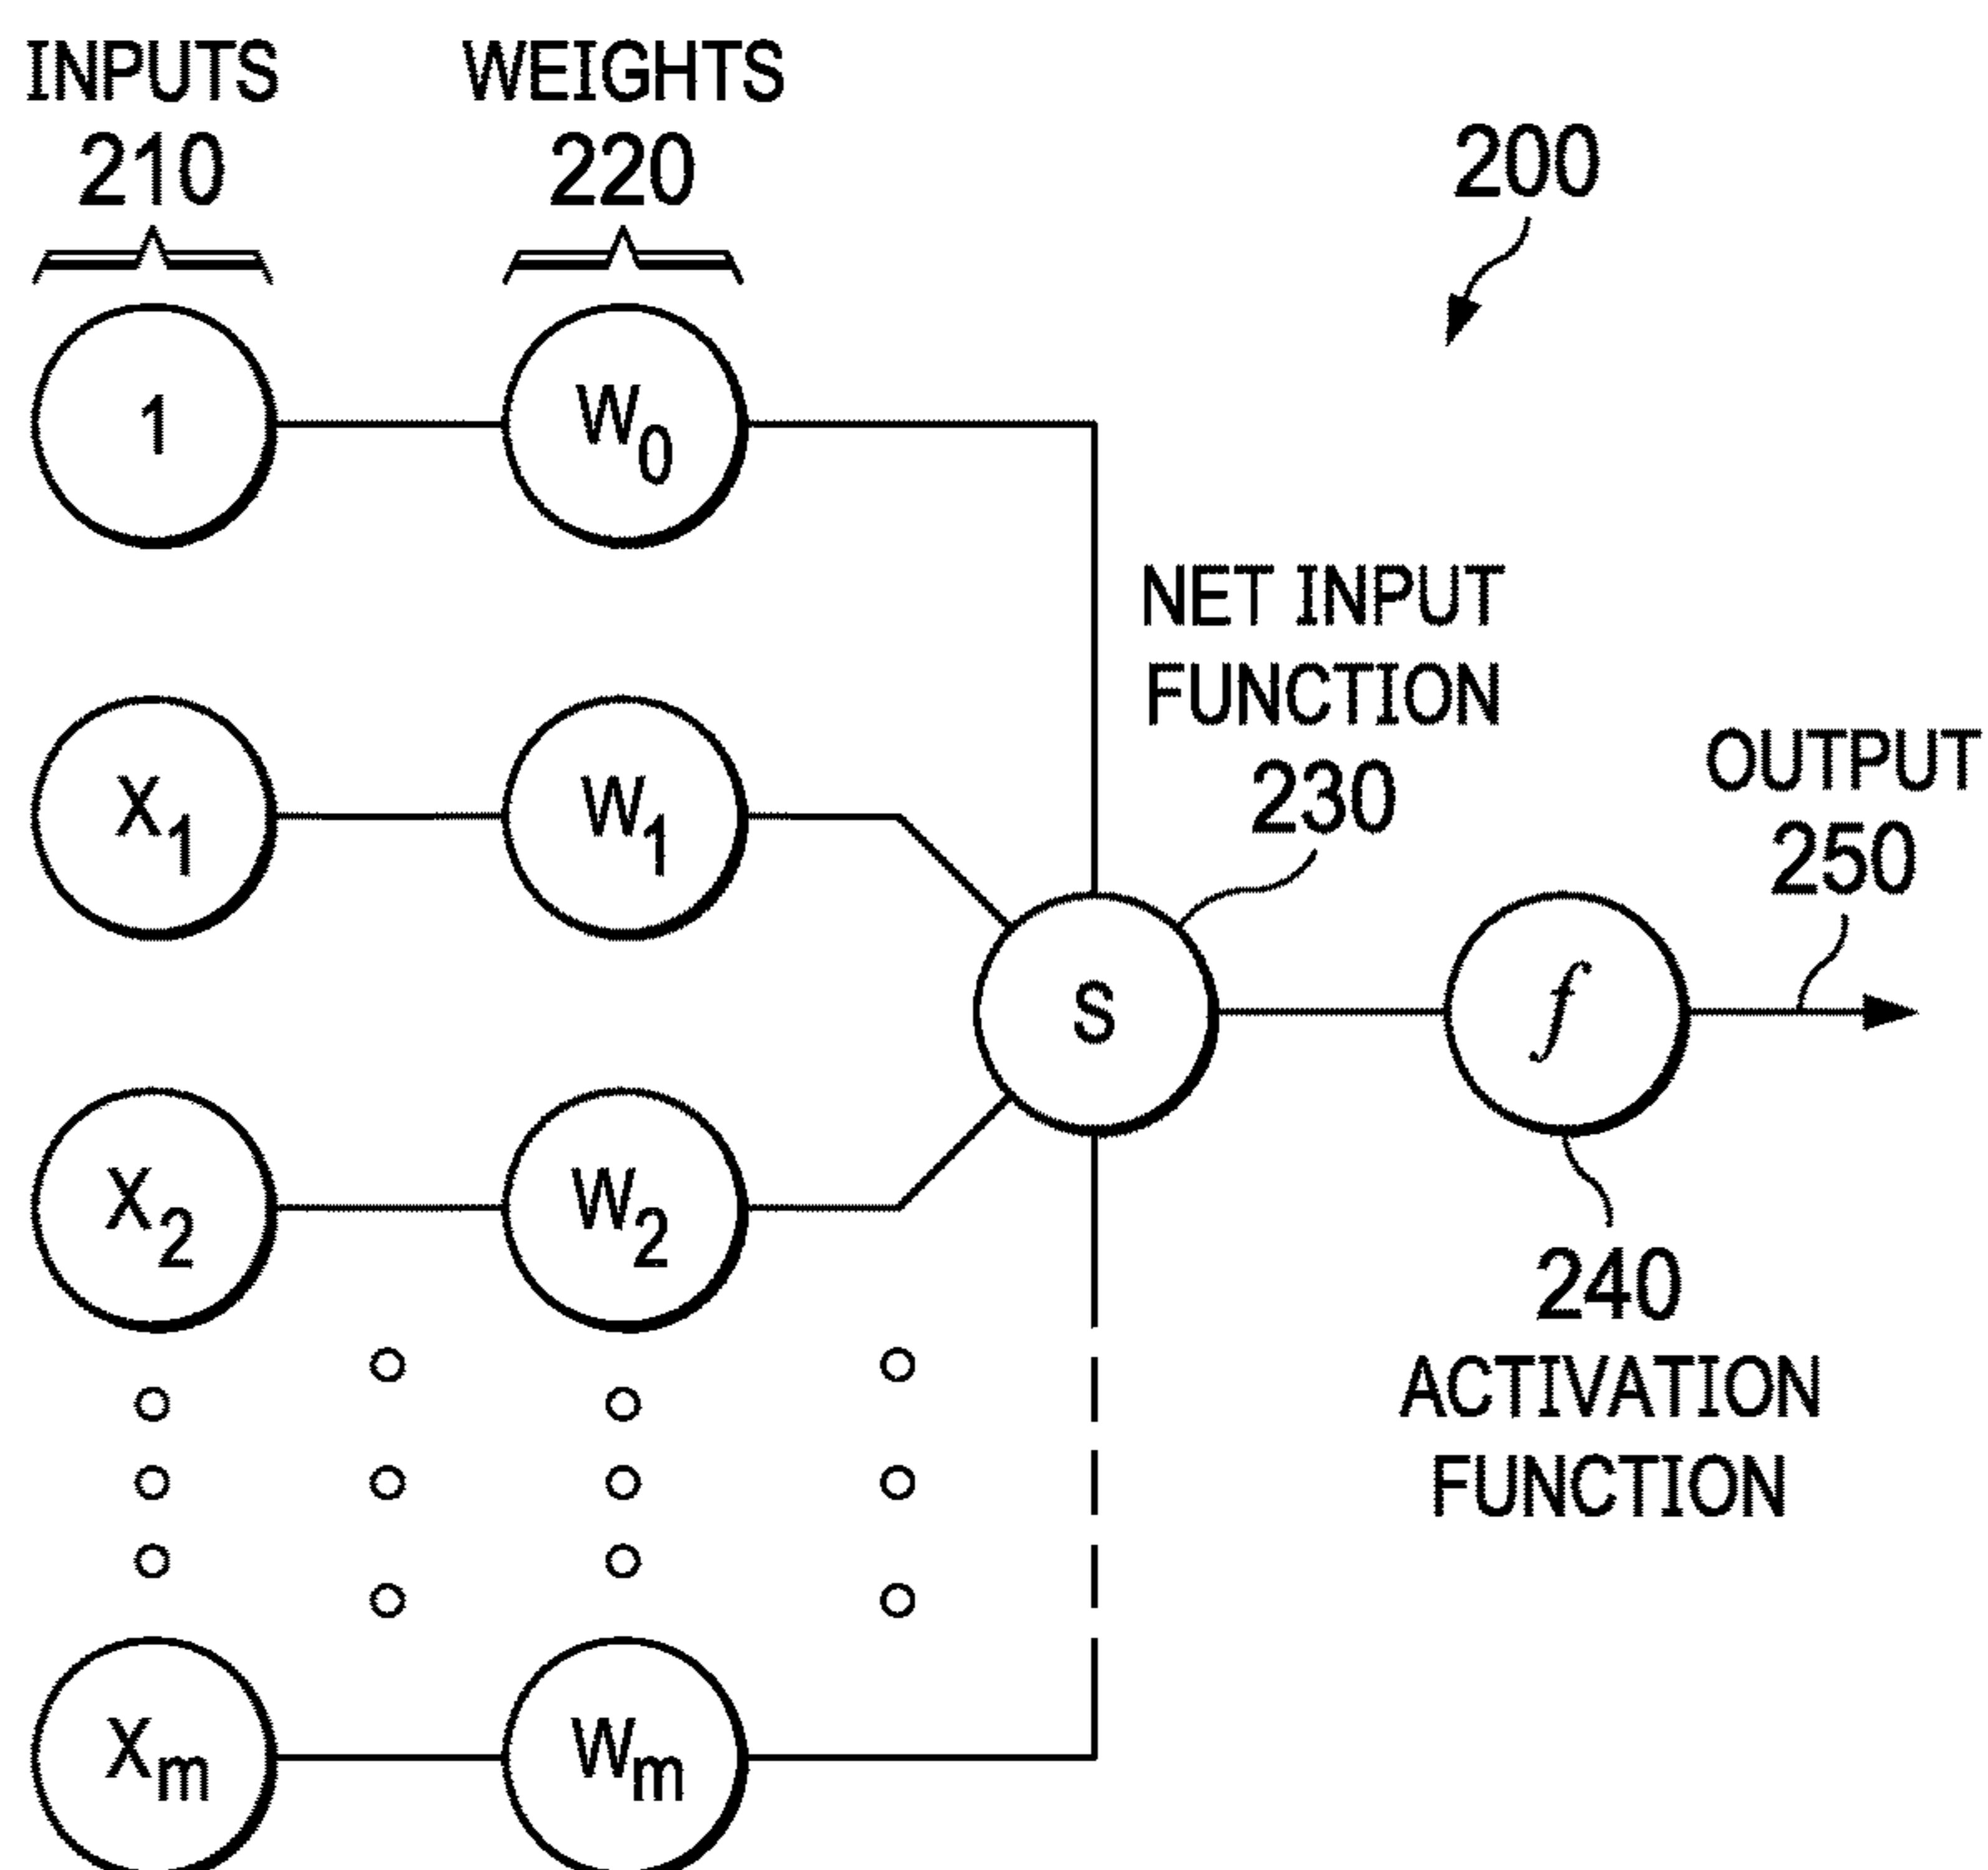 INPUTS
210
WEIGHTS
220
200
1
W0
NET INPUT
FUNCTION
230
OUTPUT
250
X1
W1
S
f
X2
W2
240
ACTIVATION
FUNCTION
Xm
Wm